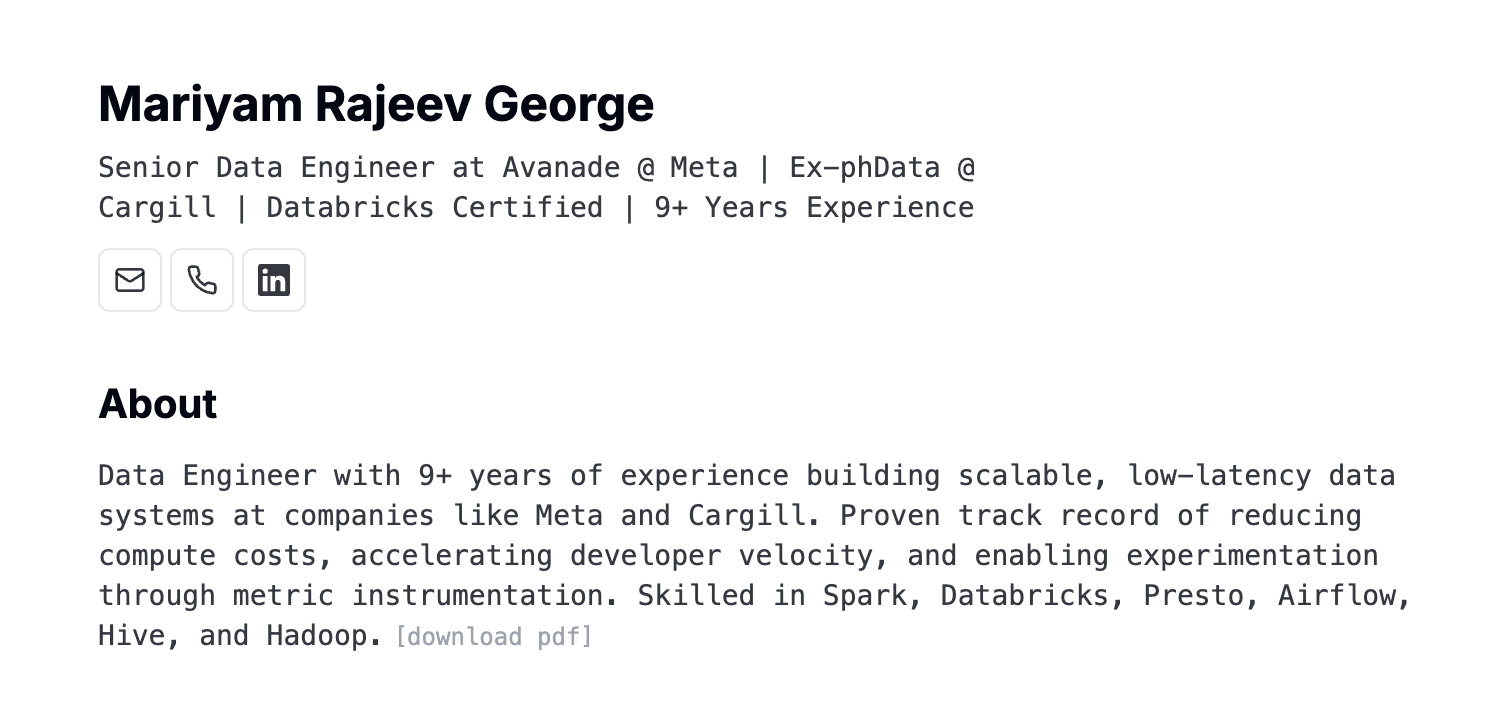 Mariyam Rajeev George
Senior Data Engineer at Avanade @ Meta | Ex-phData @
Cargill | Databricks Certified | 9+ Years Experience
in
About
Data Engineer with 9+ years of experience building scalable, low-latency data
systems at companies like Meta and Cargill. Proven track record of reducing
compute costs, accelerating developer velocity, and enabling experimentation
through metric instrumentation. Skilled in Spark, Databricks, Presto, Airflow,
Hive, and Hadoop. [download pdf]